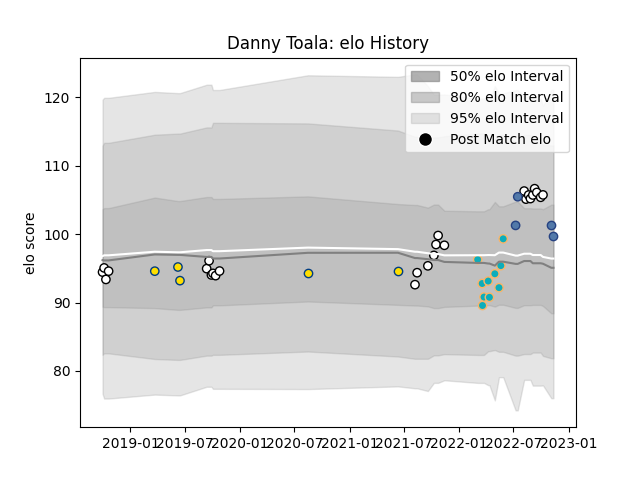 Danny Toala: elo History
50% elo Interval
80% elo Interval
95% elo Interval
Post Match elo
elo score
120
110
100
90
80
2019-01
2019-07
2020-01
2020-07
2021-01
2021-07
2022-01
2022-07
2023-01